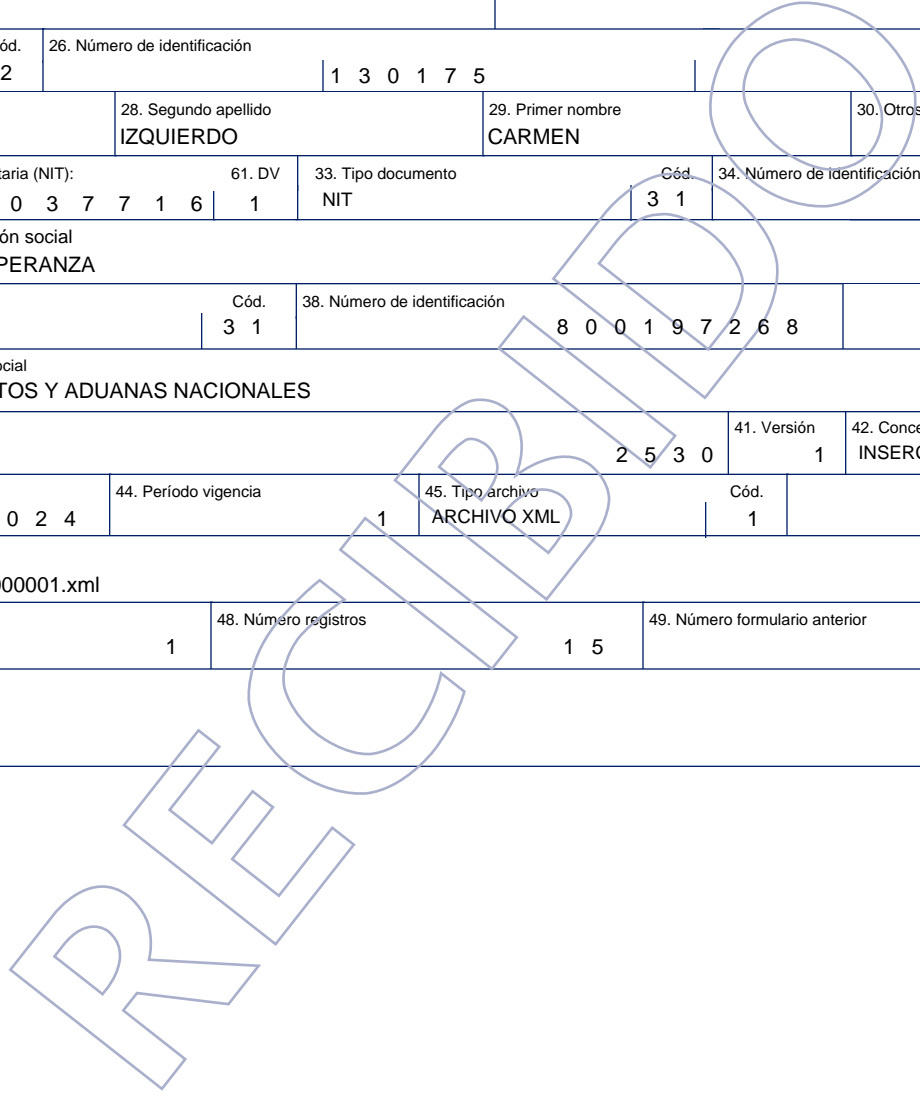 ód. 26. Número de identificación
2 1 3 0 1 7 5
28. Segundo apellido 29. Primer nombre 30. Otros
IZQUIERDO CARMEN
taria (NIT): 61. DV 33. Tipo documento Cód. 34. Número de identificación
0 3 7 7 1 6 1 NIT 3 1
ón social
PERANZA
Cód. 38. Número de identificación
3 1 8 0 0 1 9 7 2 6 8
ocial
TOS Y ADUANAS NACIONALES
41. Versión 42. Conce
2 5 3 0 1 INSERC
44. Período vigencia 45. Tipo archivo Cód.
0 2 4 1 ARCHIVO XML 1
000001.xml
48. Número registros 49. Número formulario anterior
1 1 5
RECIBIDO